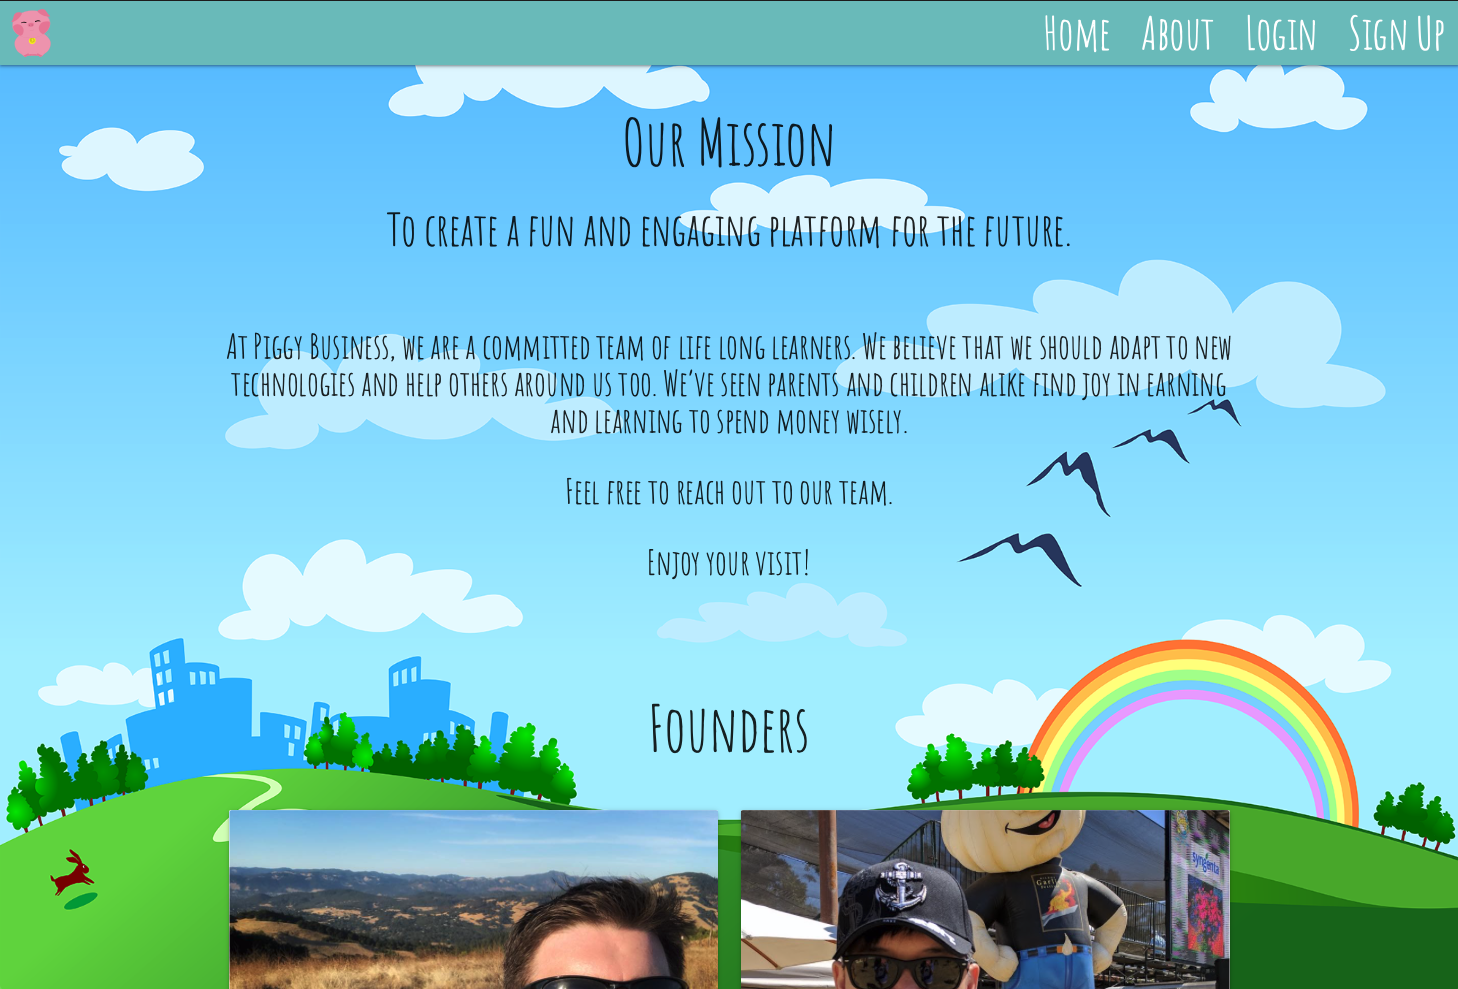 Home About Login Sign Up
Our Mission
To create a fun and engaging platform for the future.
At Piggy Business, we are a committed team of life long learners. We believe that we should adapt to new
technologies and help others around us too. We've seen parents and children alike find joy in earning
and learning to spend money wisely.
Feel free to reach out to our team.
Enjoy your visit!
Founders
syngenta